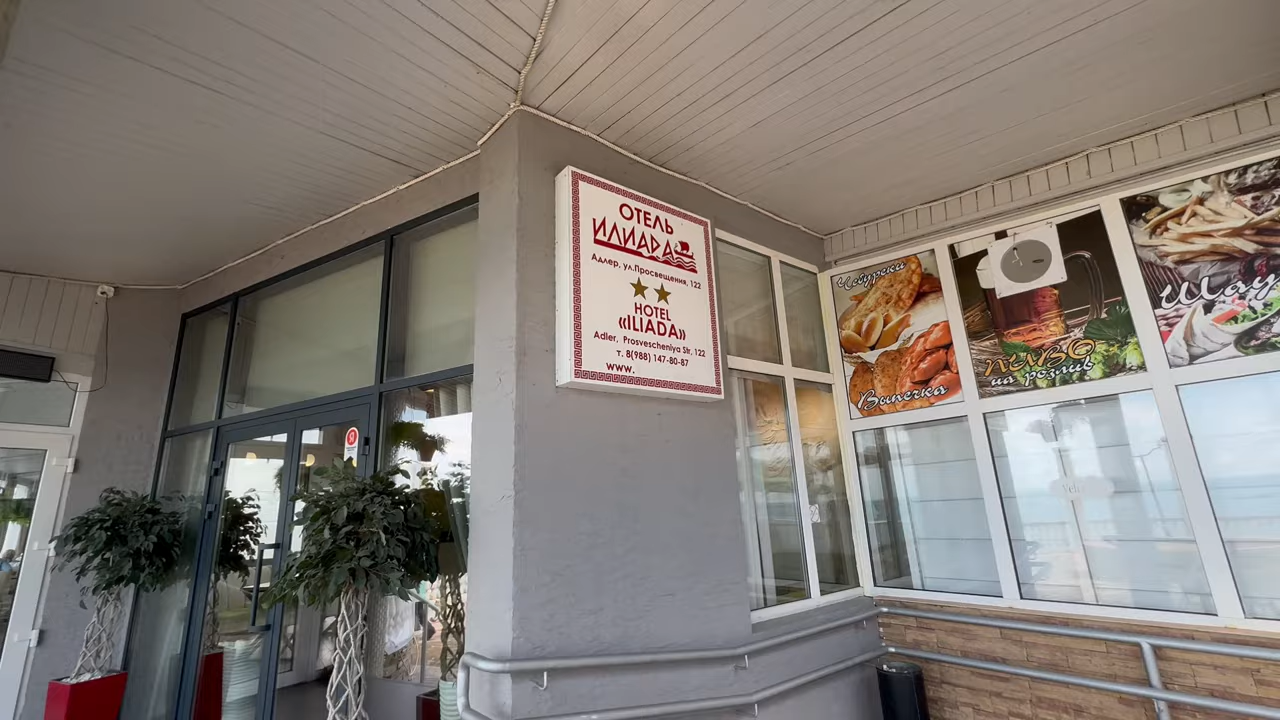 ОТЕЛЬ
ИЛИАДА
Адлер, ул.Просвещения, 122
HOTEL
«ILIADA»
Adler, Prosvescheniya Str, 122
т. 8(988) 147-80-87
www.
Чебуреки
Выпечка
ПИВО
на розлив
Шау